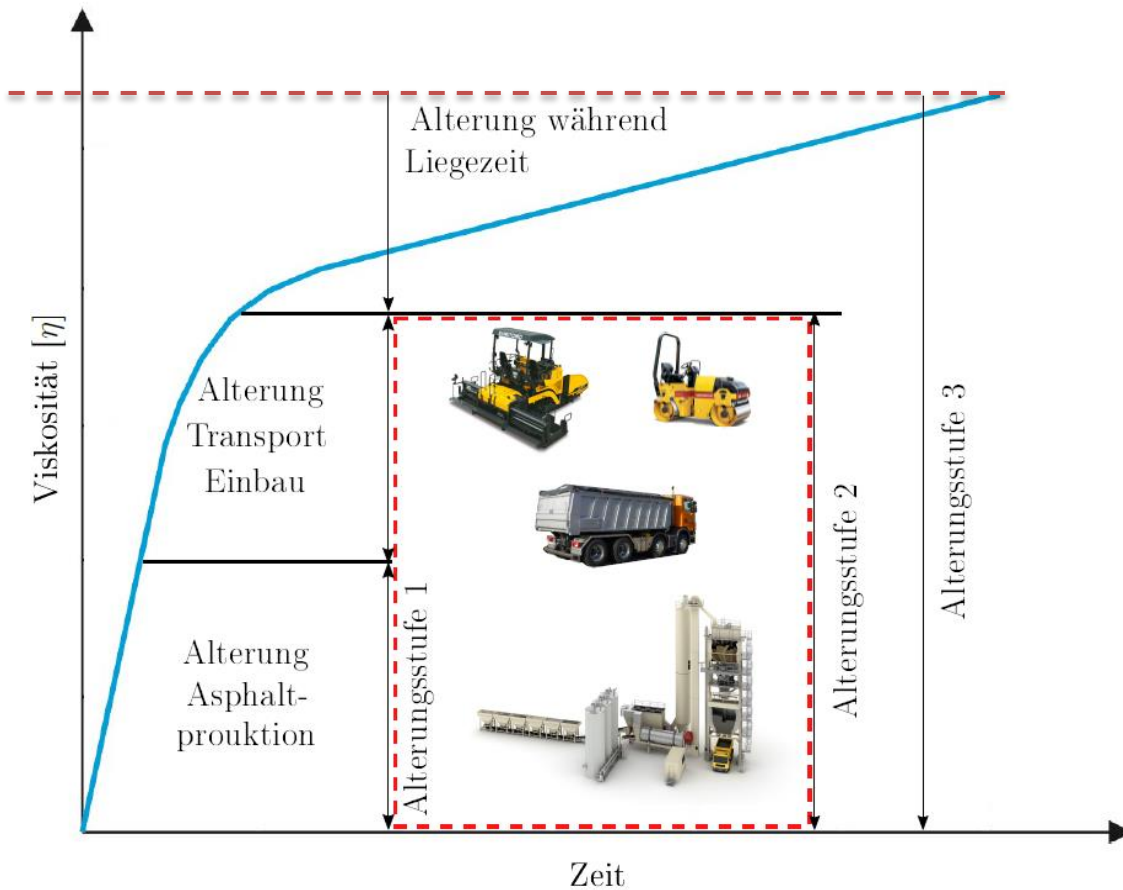 Alterung während
Liegezeit
Viskosität [η]
Alterung
Transport
Einbau
Alterung
Asphalt-
prouktion
Alterungsstufe 1
Alterungsstufe 2
Alterungsstufe 3
Zeit